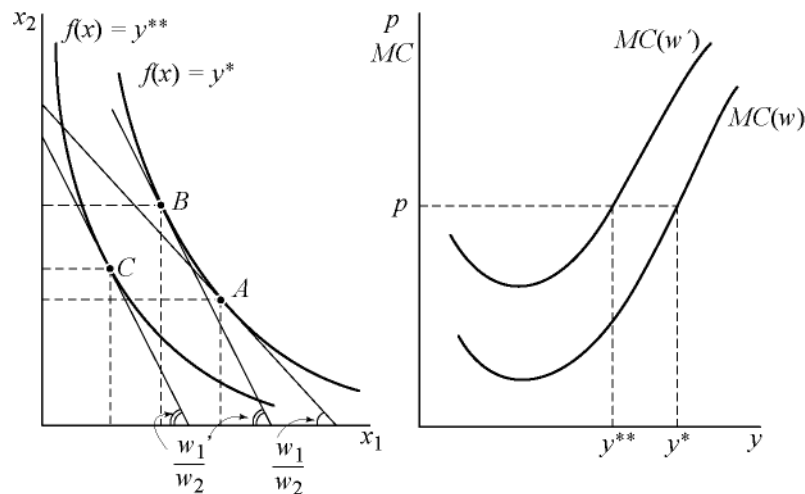 x₂
f(x) = y**
f(x) = y*
B
C
A
w₁
w₂
w₁
w₂
x₁
p
MC
MC(w´)
MC(w)
p
y**
y*
y